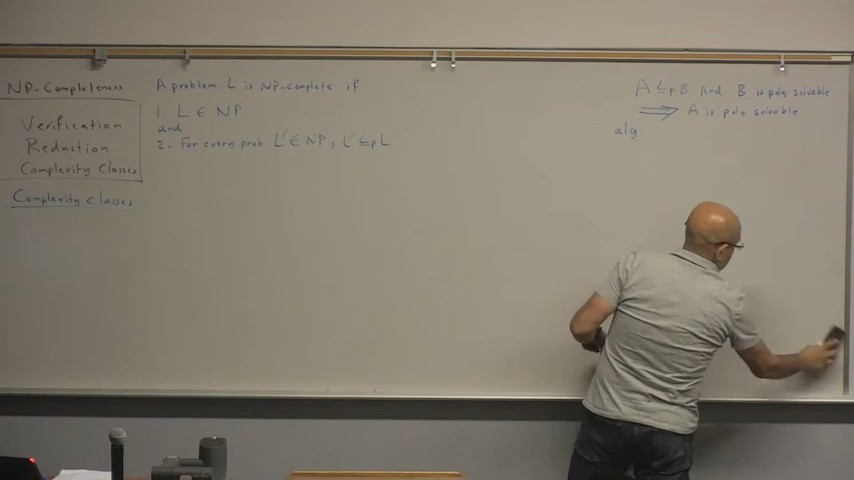 NP-Completeness
Verification
Reduction
Complexity Classes
Complexity classes
A problem L is NP-complete if
1. L ∈ NP
and
2. For every prob. L' ∈ NP, L' ≤p L
A ≤p B And B is poly solvable
⟹ A is poly solvable
alg.